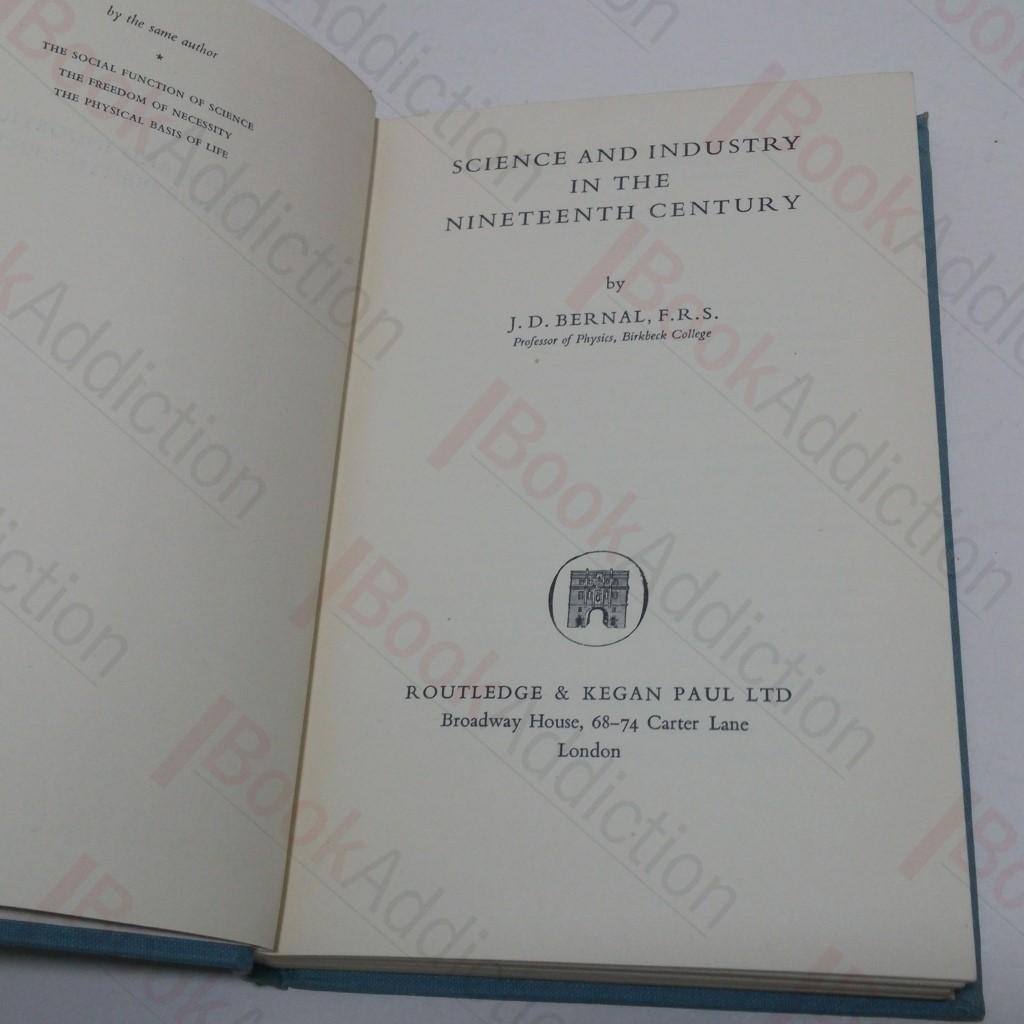 by the same author
*
THE SOCIAL FUNCTION OF SCIENCE
THE FREEDOM OF NECESSITY
THE PHYSICAL BASIS OF LIFE
SCIENCE AND INDUSTRY
IN THE
NINETEENTH CENTURY
by
J. D. BERNAL, F.R.S.
Professor of Physics, Birkbeck College
ROUTLEDGE & KEGAN PAUL LTD
Broadway House, 68–74 Carter Lane
London
BookAddiction